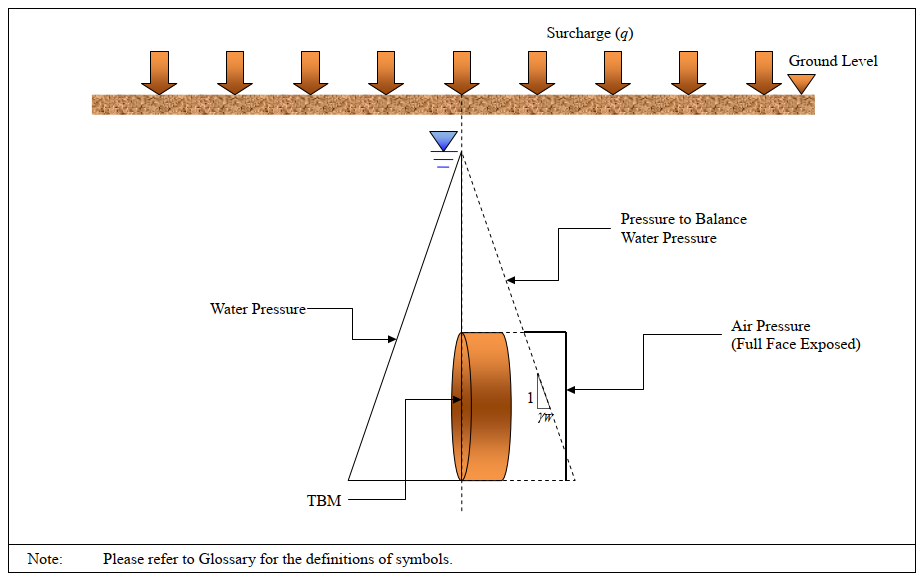 Surcharge (q)
Ground Level
Pressure to Balance
Water Pressure
Water Pressure
Air Pressure
(Full Face Exposed)
1
γw
TBM
Note: Please refer to Glossary for the definitions of symbols.